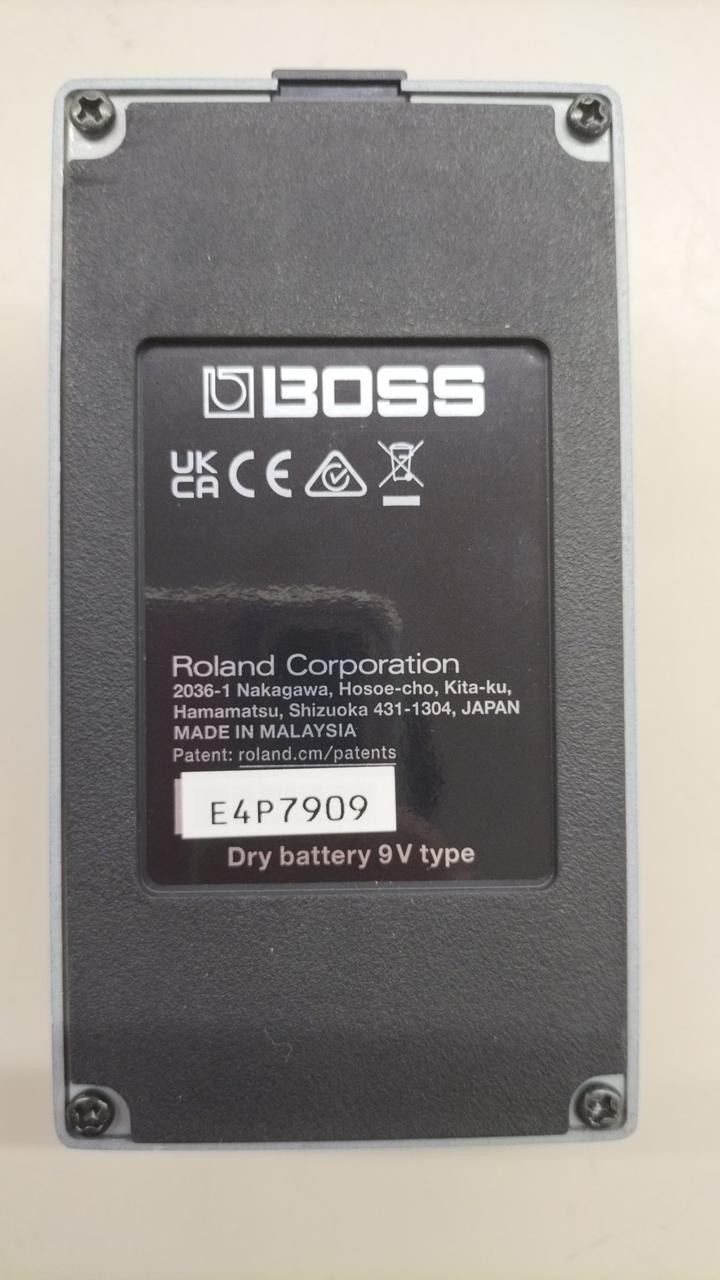 BOSS
UK
CA CE
Roland Corporation
2036-1 Nakagawa, Hosoe-cho, Kita-ku,
Hamamatsu, Shizuoka 431-1304, JAPAN
MADE IN MALAYSIA
Patent: roland.cm/patents
E4P7909
Dry battery 9V type